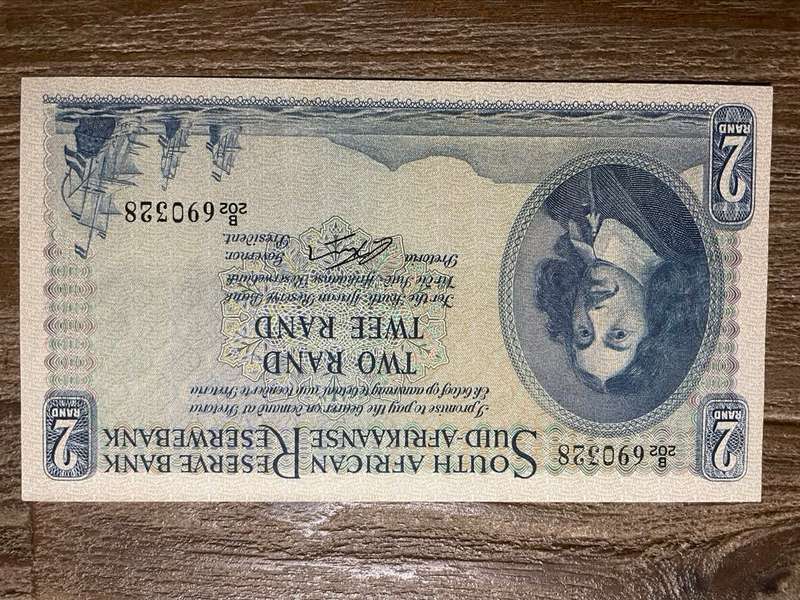 2
RAND
B
202 690328
SOUTH AFRICAN RESERVE BANK
SUID-AFRIKAANSE RESERWEBANK
2
RAND
I promise to pay the bearer on demand at Pretoria
Ek beloof op aanvraag te betaal aan toonder te Pretoria
TWO RAND
TWEE RAND
For the South African Reserve Bank
Vir die Suid-Afrikaanse Reserwebank
Pretoria
Governor.
President.
B
202 690328
2
RAND